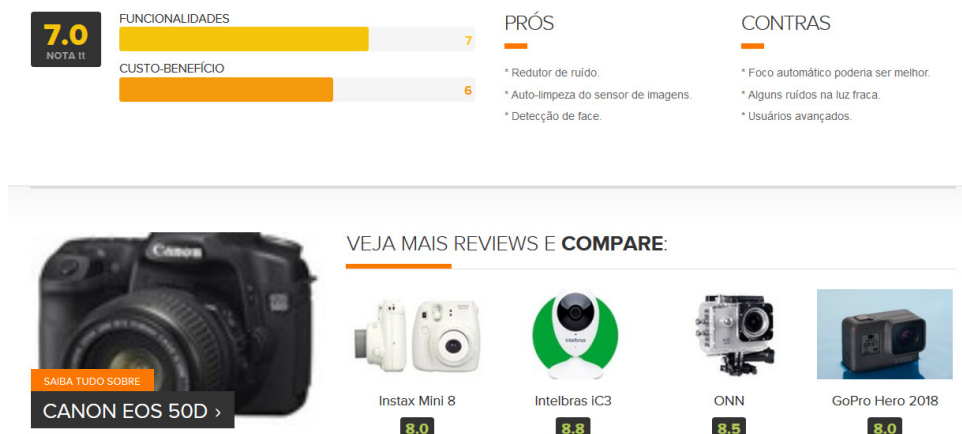 7.0
NOTA !!
FUNCIONALIDADES
7
CUSTO-BENEFÍCIO
6
PRÓS
* Redutor de ruído.
* Auto-limpeza do sensor de imagens.
* Detecção de face.
CONTRAS
* Foco automático poderia ser melhor.
* Alguns ruídos na luz fraca.
* Usuários avançados.
Canon
SAIBA TUDO SOBRE
CANON EOS 50D ›
VEJA MAIS REVIEWS E COMPARE:
intelbras
Instax Mini 8
Intelbras iC3
ONN
GoPro Hero 2018
8.0
8.8
8.5
8.0